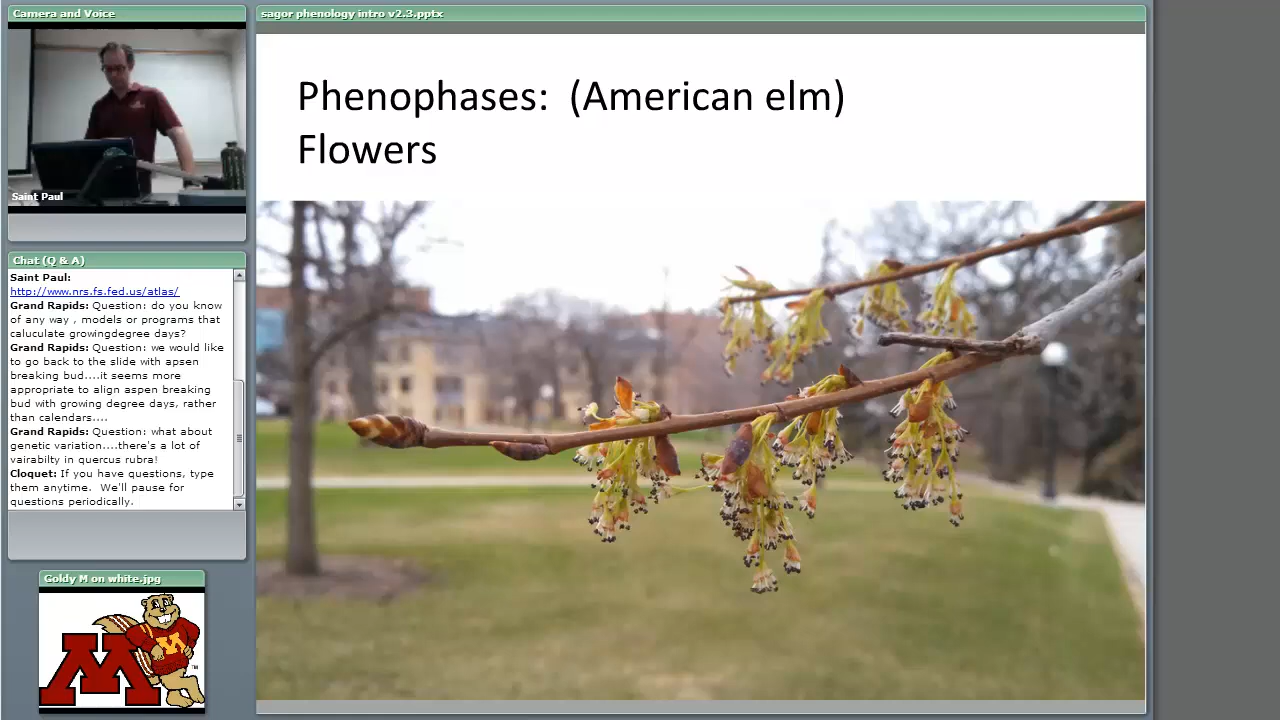 Camera and Voice
Saint Paul
Chat (Q & A)
Saint Paul:
http://www.nrs.fs.fed.us/atlas/
Grand Rapids: Question: do you know
of any way , models or programs that
caluculate growingdegree days?
Grand Rapids: Question: we would like
to go back to the slide with apsen
breaking bud....it seems more
appropriate to align aspen breaking
bud with growing degree days, rather
than calendars....
Grand Rapids: Question: what about
genetic variation....there's a lot of
vairabilty in quercus rubra!
Cloquet: If you have questions, type
them anytime.  We'll pause for
questions periodically.
Goldy M on white.jpg
M
M
TM
sagor phenology intro v2.3.pptx
Phenophases:  (American elm)
Flowers